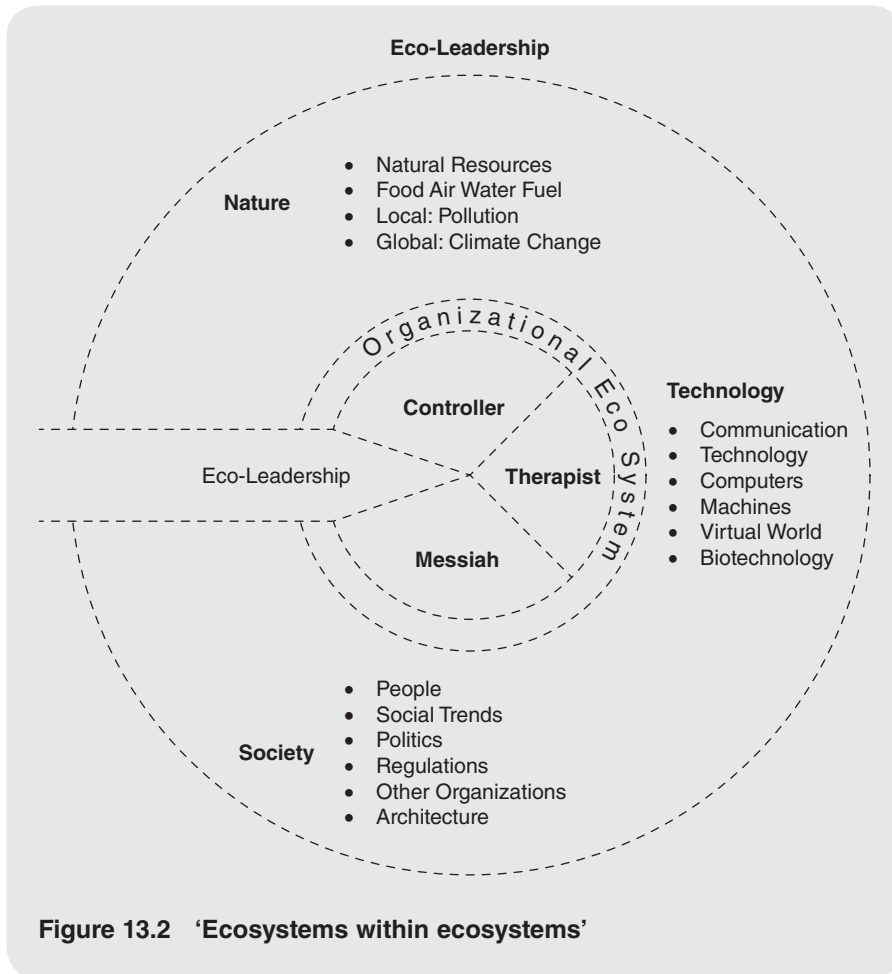 Eco-Leadership
Nature
• Natural Resources
• Food Air Water Fuel
• Local: Pollution
• Global: Climate Change
Organizational Eco System
Controller
Eco-Leadership
Therapist
Messiah
Technology
• Communication
• Technology
• Computers
• Machines
• Virtual World
• Biotechnology
Society
• People
• Social Trends
• Politics
• Regulations
• Other Organizations
• Architecture
Figure 13.2 ‘Ecosystems within ecosystems’